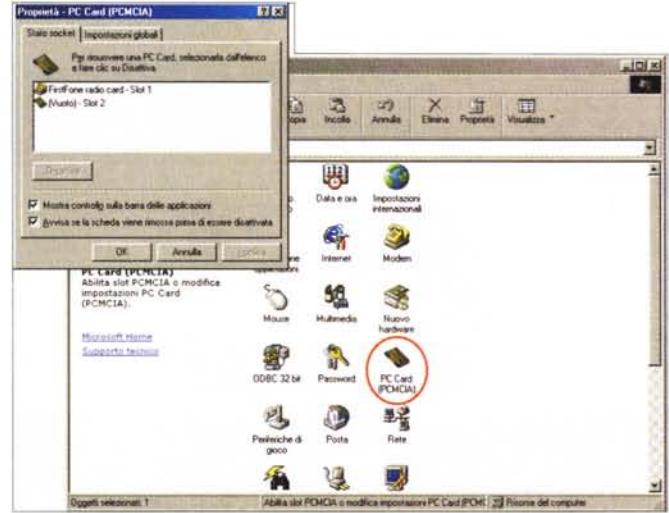 Proprietà - PC Card (PCMCIA)
Stato socket
Impostazioni globali
Per rimuovere una PC Card, selezionarla dall'elenco
e fare clic su Disattiva.
FirstFone radio card - Slot 1
(Vuoto) - Slot 2
Disattiva
Mostra controllo sulla barra delle applicazioni
Avvisa se la scheda viene rimossa prima di essere disattivata
OK
Annulla
Copia
Incolla
Annulla
Elimina
Proprietà
Visualizza
PC Card (PCMCIA)
Abilita slot PCMCIA o modifica
impostazioni PC Card
(PCMCIA).
Microsoft Home
Supporto tecnico
Data e ora
Impostazioni
internazionali
applicazioni
Internet
Modem
Mouse
Multimedia
Nuovo
hardware
ODBC 32 bit
Password
PC Card
(PCMCIA)
Periferiche di
gioco
Posta
Rete
Oggetti selezionati: 1
Abilita slot PCMCIA o modifica impostazioni PC Card (PCMC
Risorse del computer